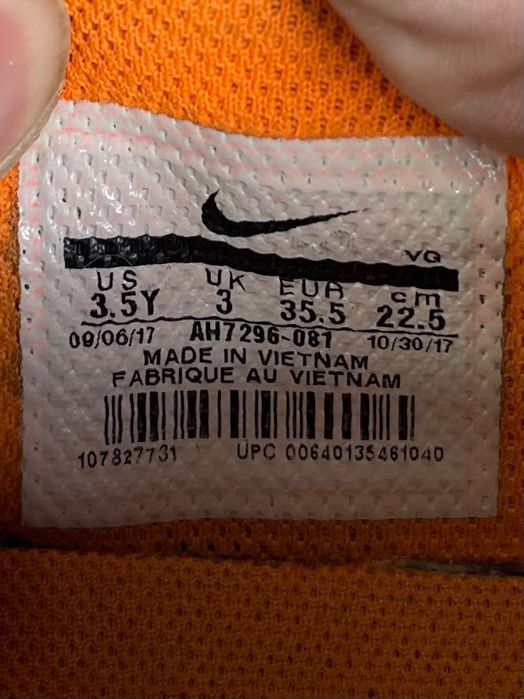 VG
US UK EUR cm
3.5Y 3 35.5 22.5
09/06/17 AH7296-081 10/30/17
MADE IN VIETNAM
FABRIQUE AU VIETNAM
107827731 UPC 00640135461040